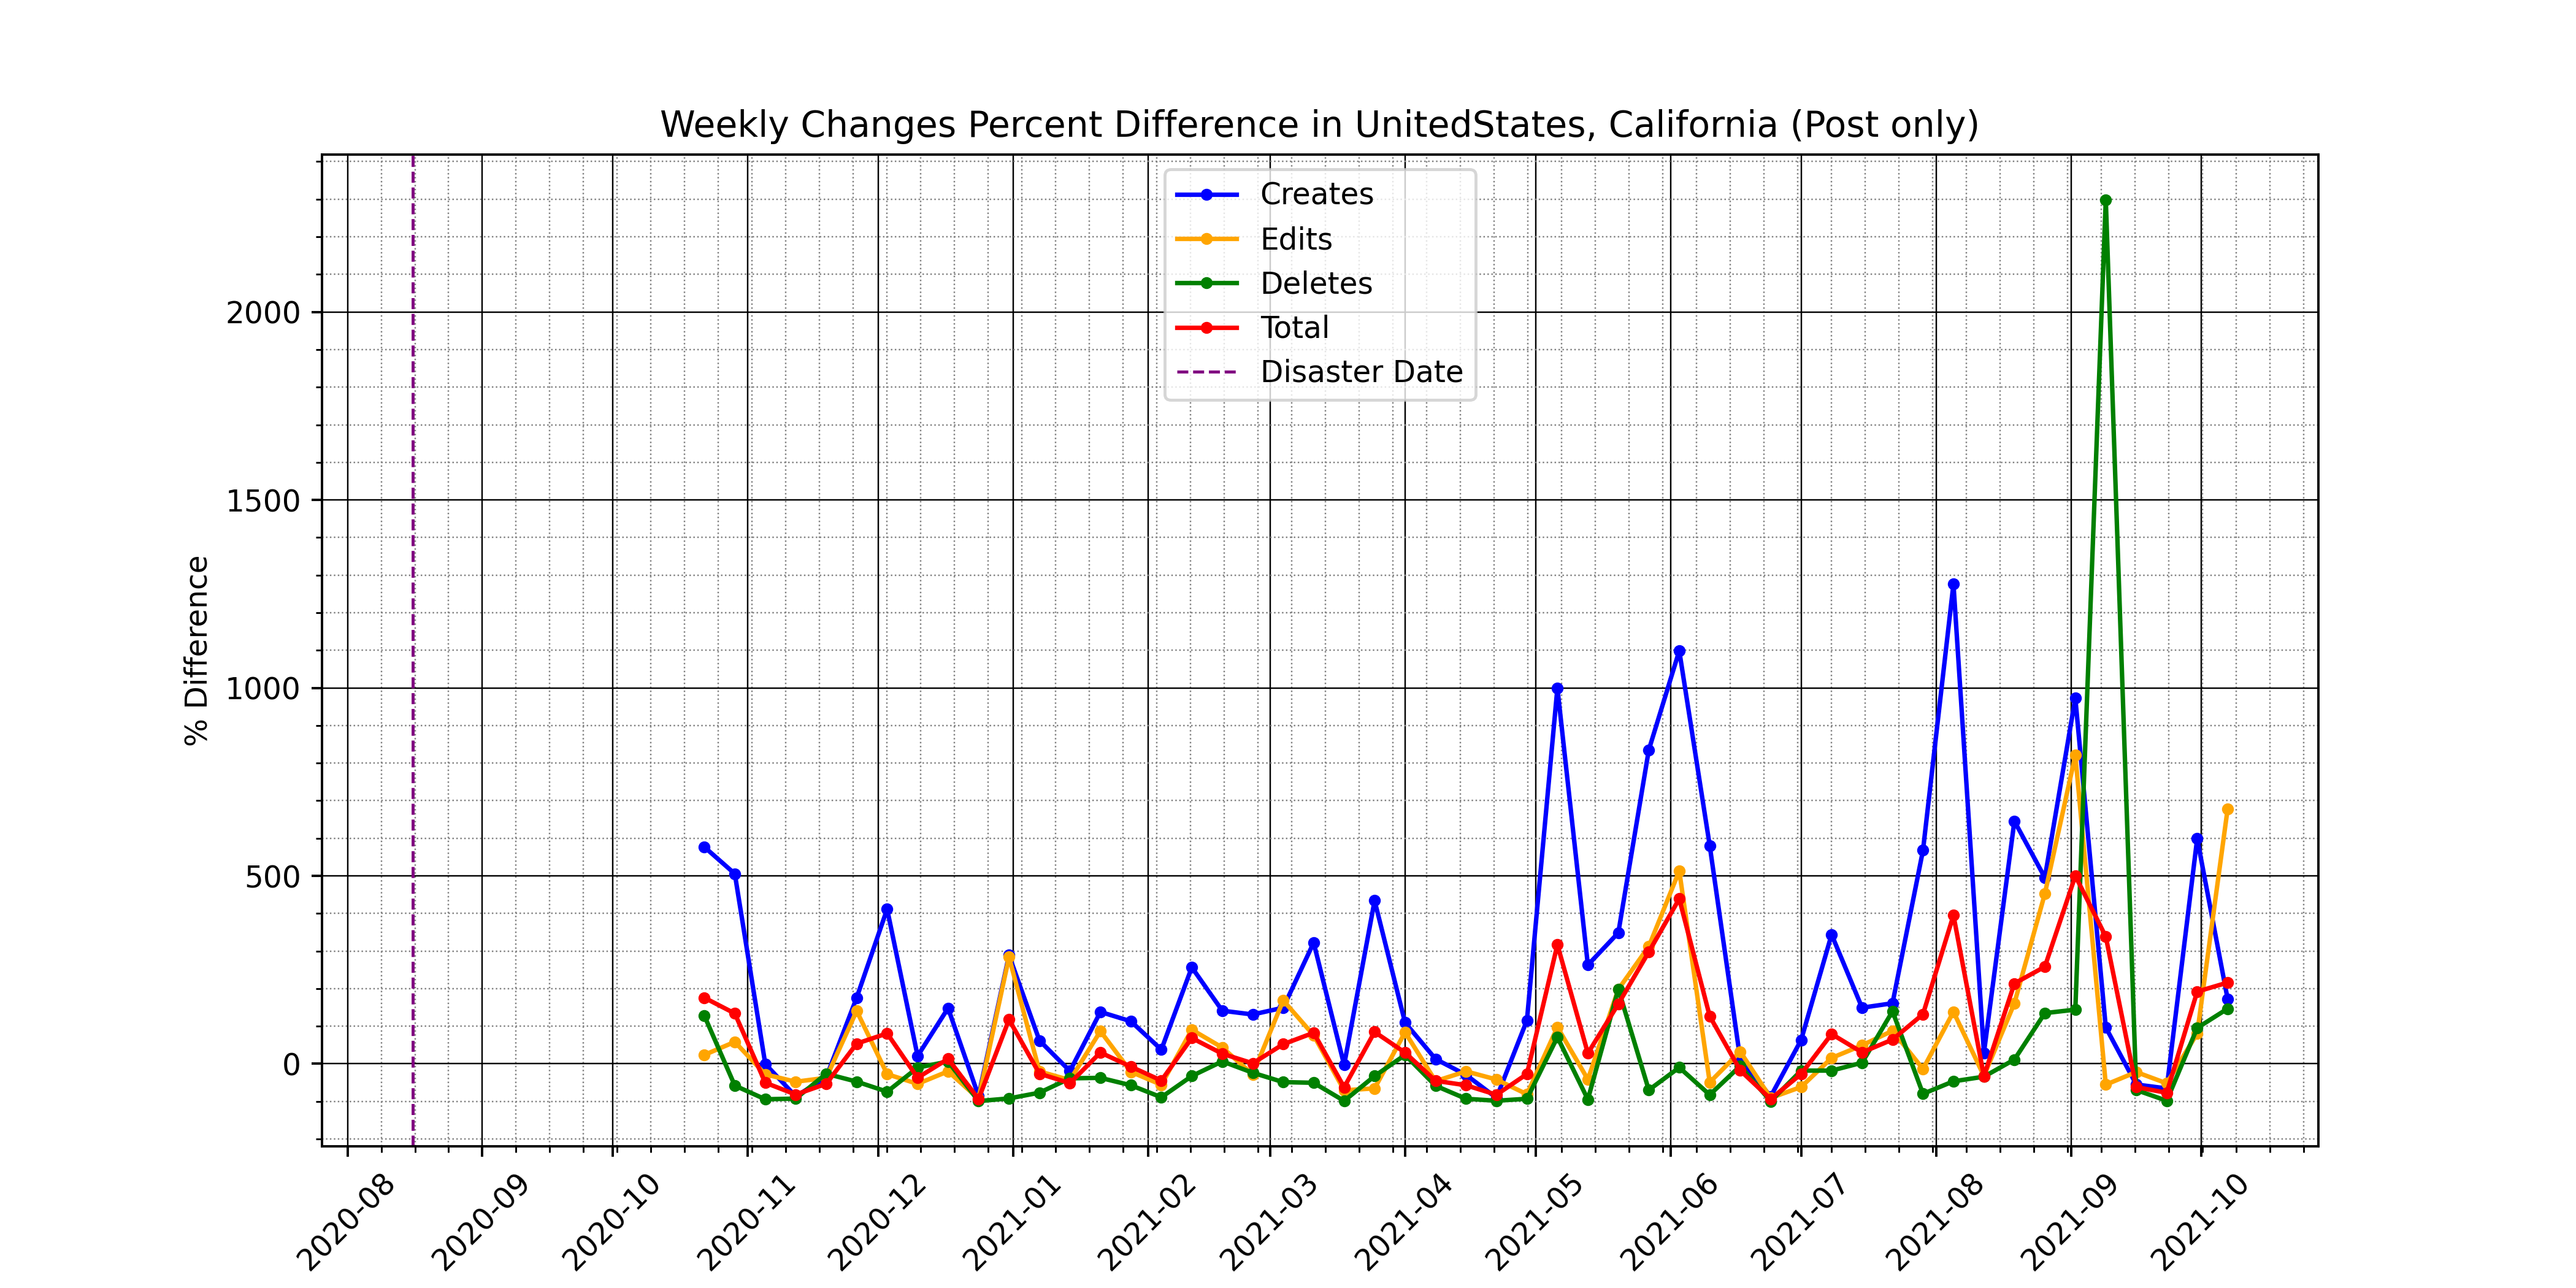 Weekly Changes Percent Difference in UnitedStates, California (Post only)
Creates
Edits
Deletes
Total
Disaster Date
% Difference
2000
1500
1000
500
0
2020-08
2020-09
2020-10
2020-11
2020-12
2021-01
2021-02
2021-03
2021-04
2021-05
2021-06
2021-07
2021-08
2021-09
2021-10